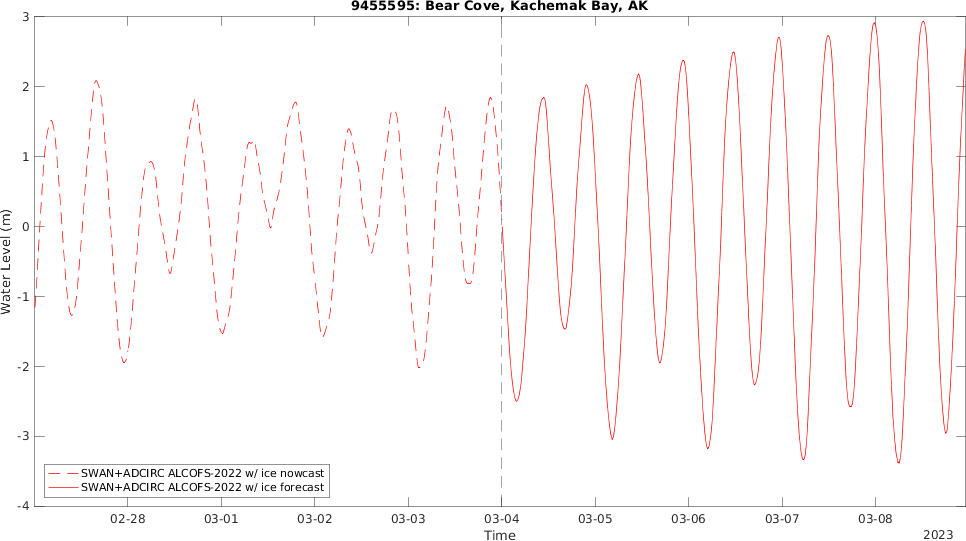 9455595: Bear Cove, Kachemak Bay, AK
3
2
1
0
-1
-2
-3
-4
Water Level (m)
SWAN+ADCIRC ALCOFS-2022 w/ ice nowcast
SWAN+ADCIRC ALCOFS-2022 w/ ice forecast
02-28 03-01 03-02 03-03 03-04 03-05 03-06 03-07 03-08
Time
2023